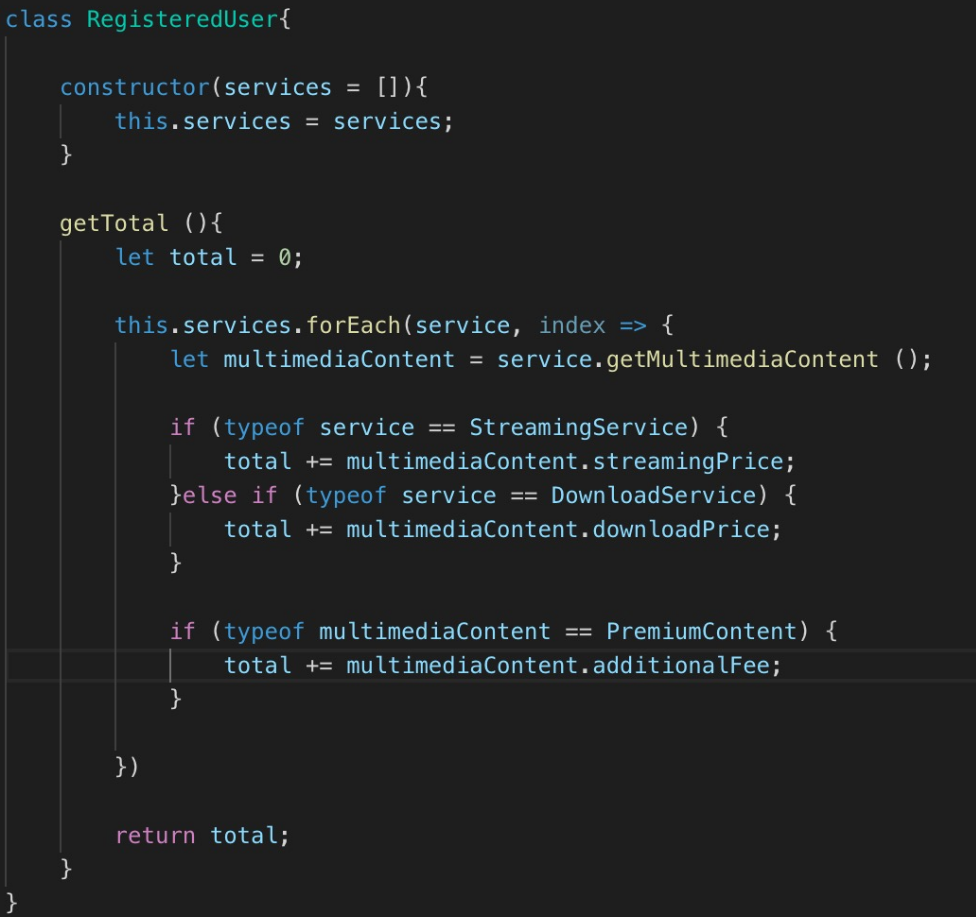 class RegisteredUser{
constructor(services = []){
this.services = services;
}
getTotal (){
let total = 0;
this.services.forEach(service, index => {
let multimediaContent = service.getMultimediaContent ();
if (typeof service == StreamingService) {
total += multimediaContent.streamingPrice;
}else if (typeof service == DownloadService) {
total += multimediaContent.downloadPrice;
}
if (typeof multimediaContent == PremiumContent) {
total += multimediaContent.additionalFee;
}
})
return total;
}
}